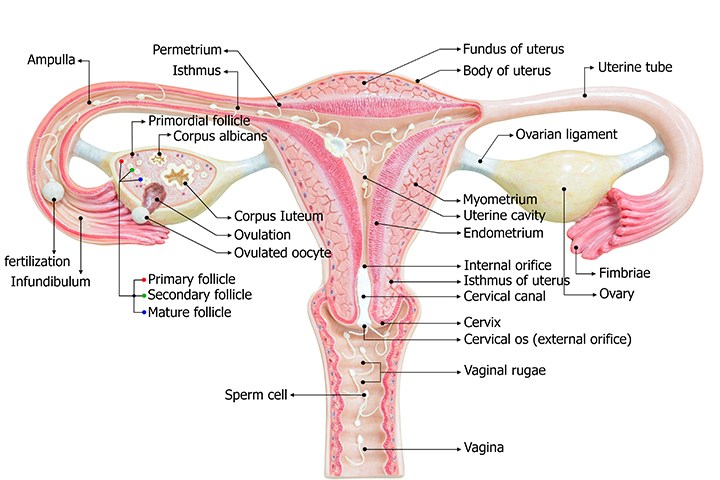 Permetrium
Fundus of uterus
Ampulla
Isthmus
Body of uterus
Uterine tube
Primordial follicle
Corpus albicans
Ovarian ligament
Myometrium
Corpus Iuteum
Uterine cavity
Ovulation
Endometrium
Ovulated oocyte
fertilization
Internal orifice
Infundibulum
Primary follicle
Isthmus of uterus
Fimbriae
Secondary follicle
Cervical canal
Ovary
Mature follicle
Cervix
Cervical os (external orifice)
Vaginal rugae
Sperm cell
Vagina